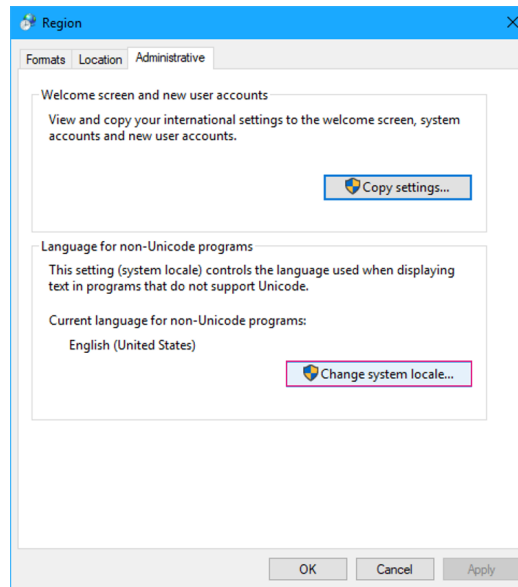 Region
Formats Location Administrative
Welcome screen and new user accounts
View and copy your international settings to the welcome screen, system
accounts and new user accounts.
Copy settings...
Language for non-Unicode programs
This setting (system locale) controls the language used when displaying
text in programs that do not support Unicode.
Current language for non-Unicode programs:
English (United States)
Change system locale...
OK Cancel Apply